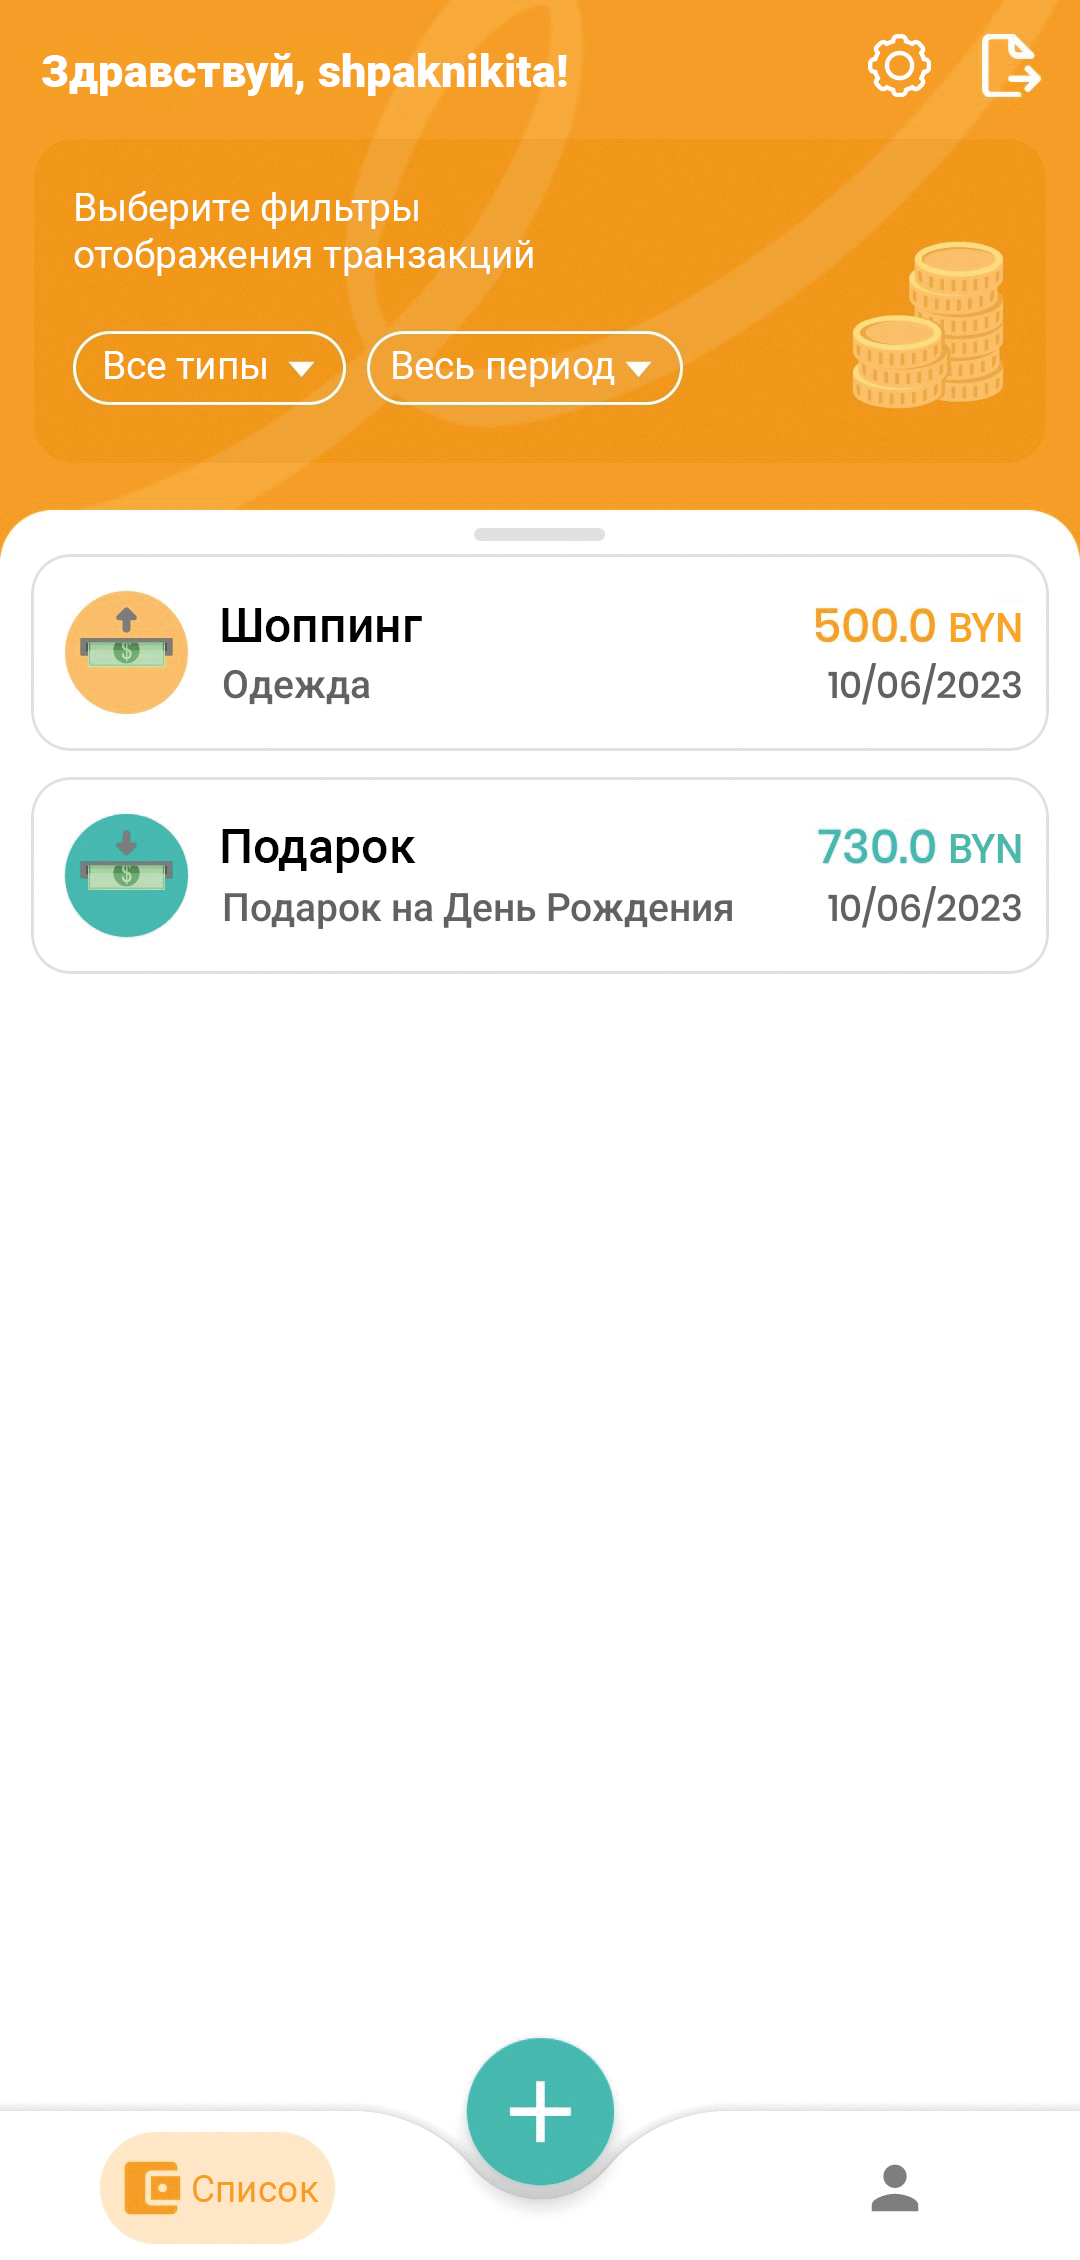 Здравствуй, shpaknikita!
Выберите фильтры
отображения транзакций
Все типы
Весь период
Шоппинг
500.0 BYN
Одежда
10/06/2023
Подарок
730.0 BYN
Подарок на День Рождения
10/06/2023
Список